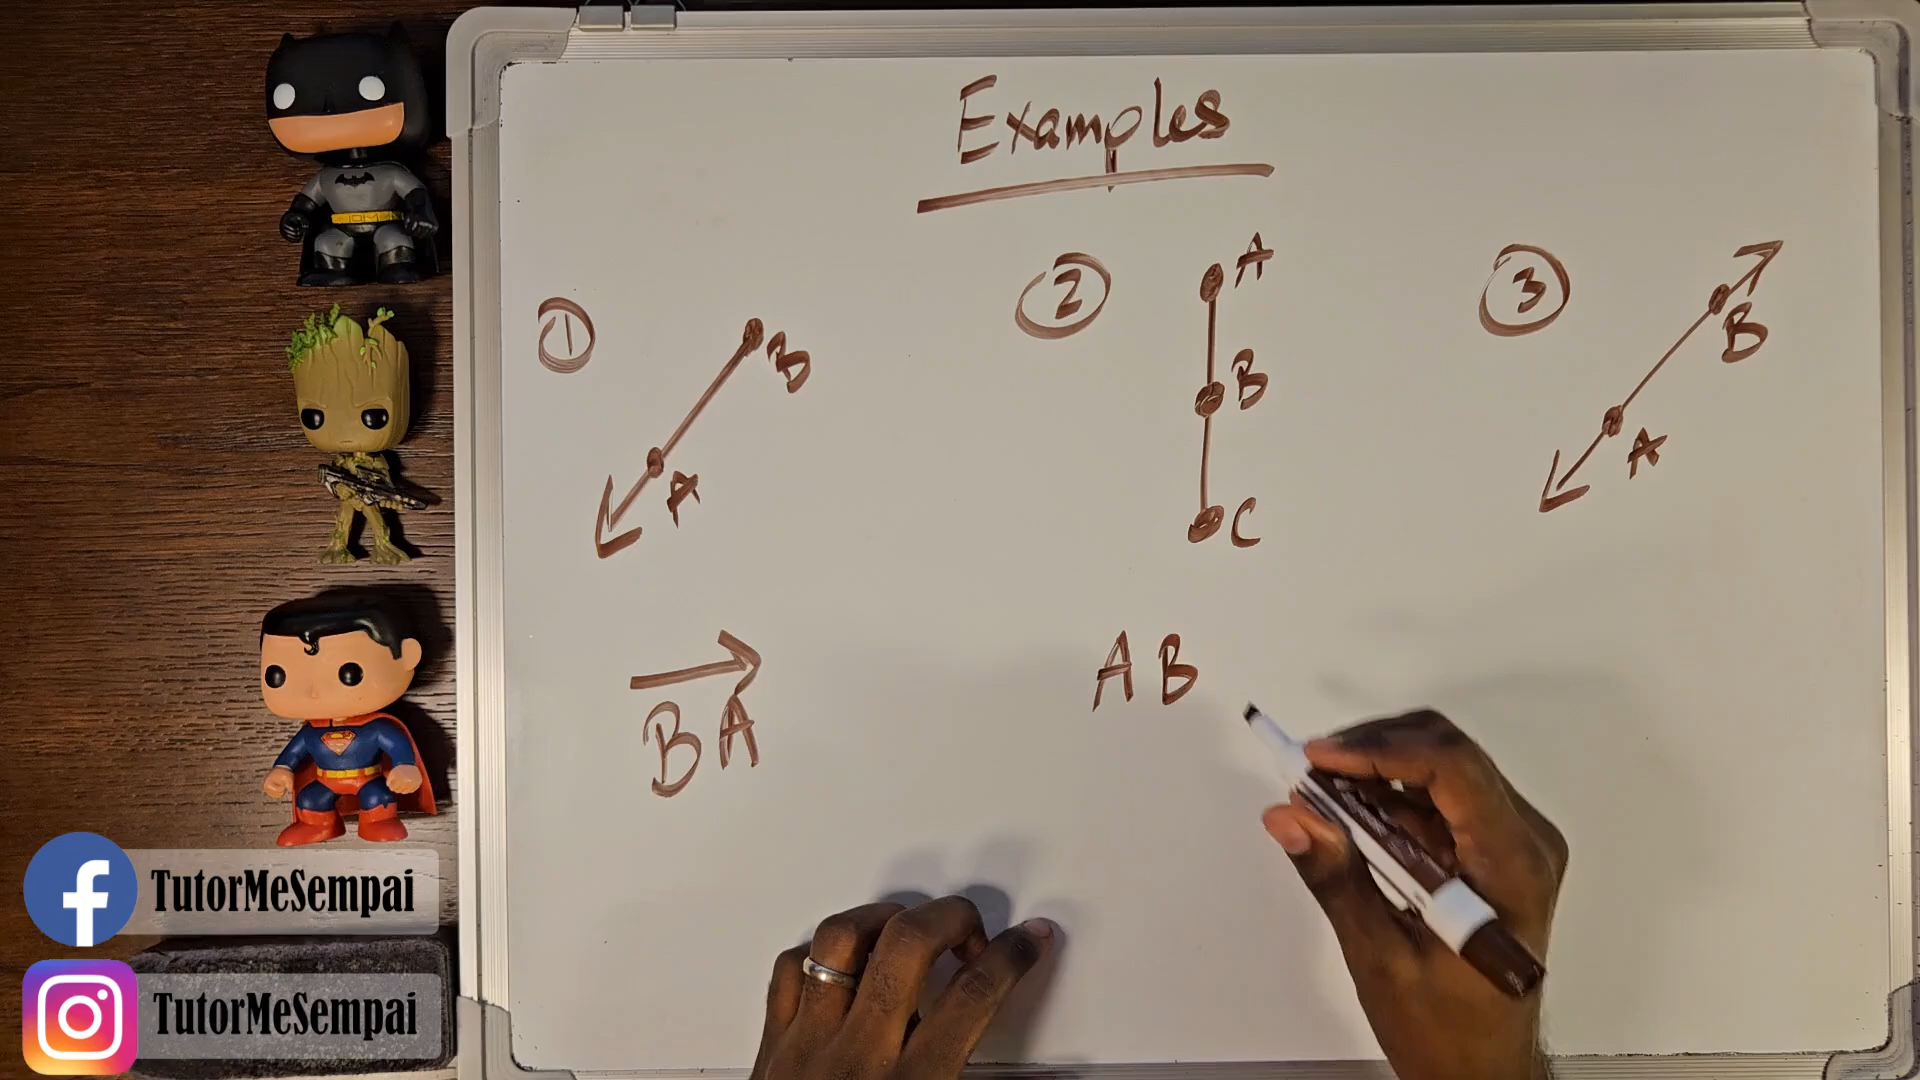 Examples
① B A
② A B C
③ B A
BA
AB
TutorMeSempai
TutorMeSempai